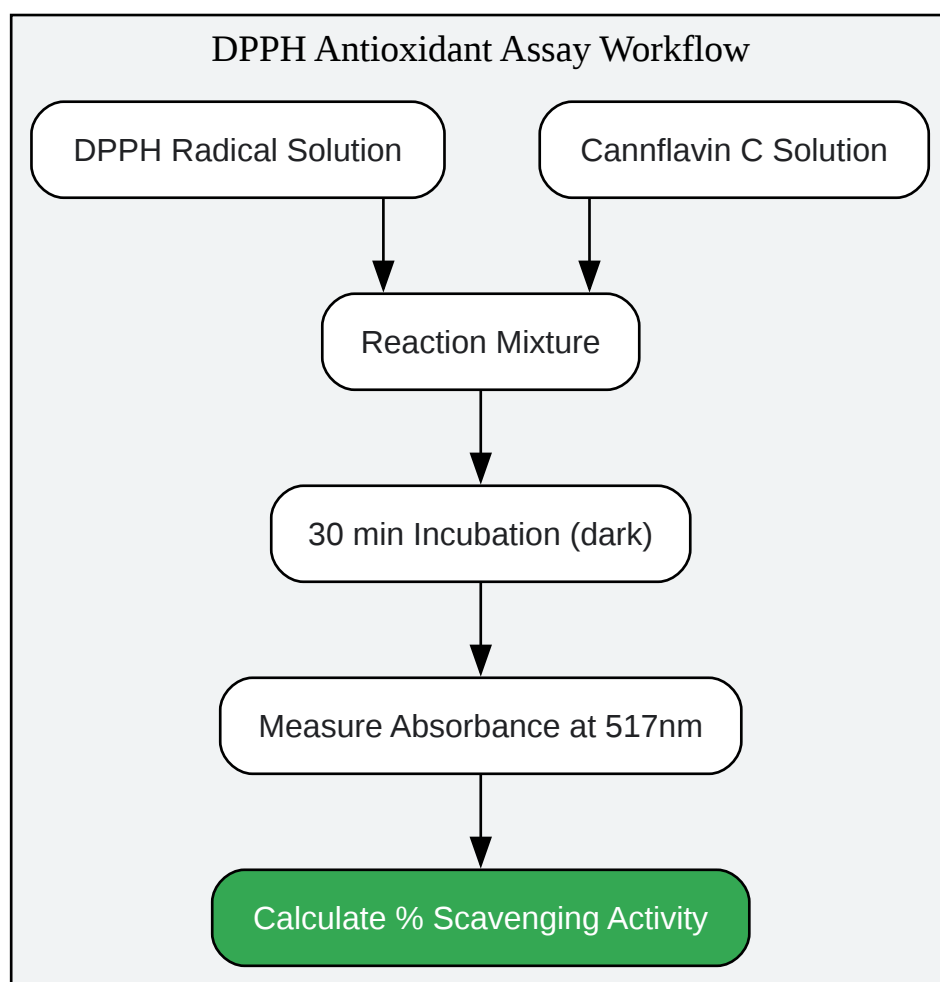 DPPH Antioxidant Assay Workflow
DPPH Radical Solution
Cannflavin C Solution
Reaction Mixture
30 min Incubation (dark)
Measure Absorbance at 517nm
Calculate % Scavenging Activity